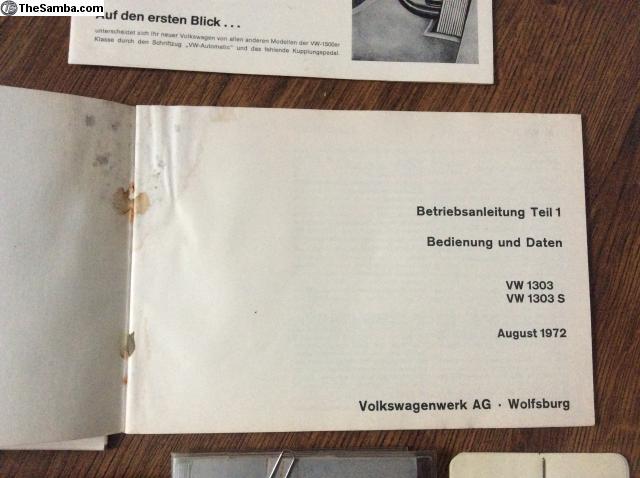 TheSamba.com
Auf den ersten Blick . . .
unterscheidet sich Ihr neuer Volkswagen von allen anderen Modellen der VW-1500er
Klasse durch den Schriftzug „VW-Automatic" und das fehlende Kupplungspedal.
Betriebsanleitung Teil 1
Bedienung und Daten
VW 1303
VW 1303 S
August 1972
Volkswagenwerk AG · Wolfsburg